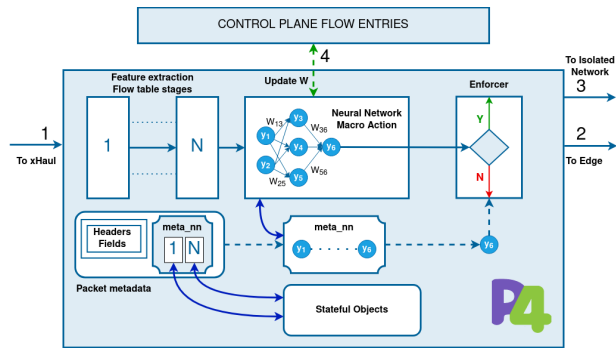 CONTROL PLANE FLOW ENTRIES
4
Feature extraction
Flow table stages
Update W
Enforcer
To Isolated
Network
3
1
To xHaul
1
N
Neural Network
Macro Action
W13
W36
y1
y3
y4
y6
y2
y5
W25
W56
Y
N
2
To Edge
Headers
Fields
meta_nn
1 N
Packet metadata
meta_nn
y1 y6
y6
Stateful Objects
P4